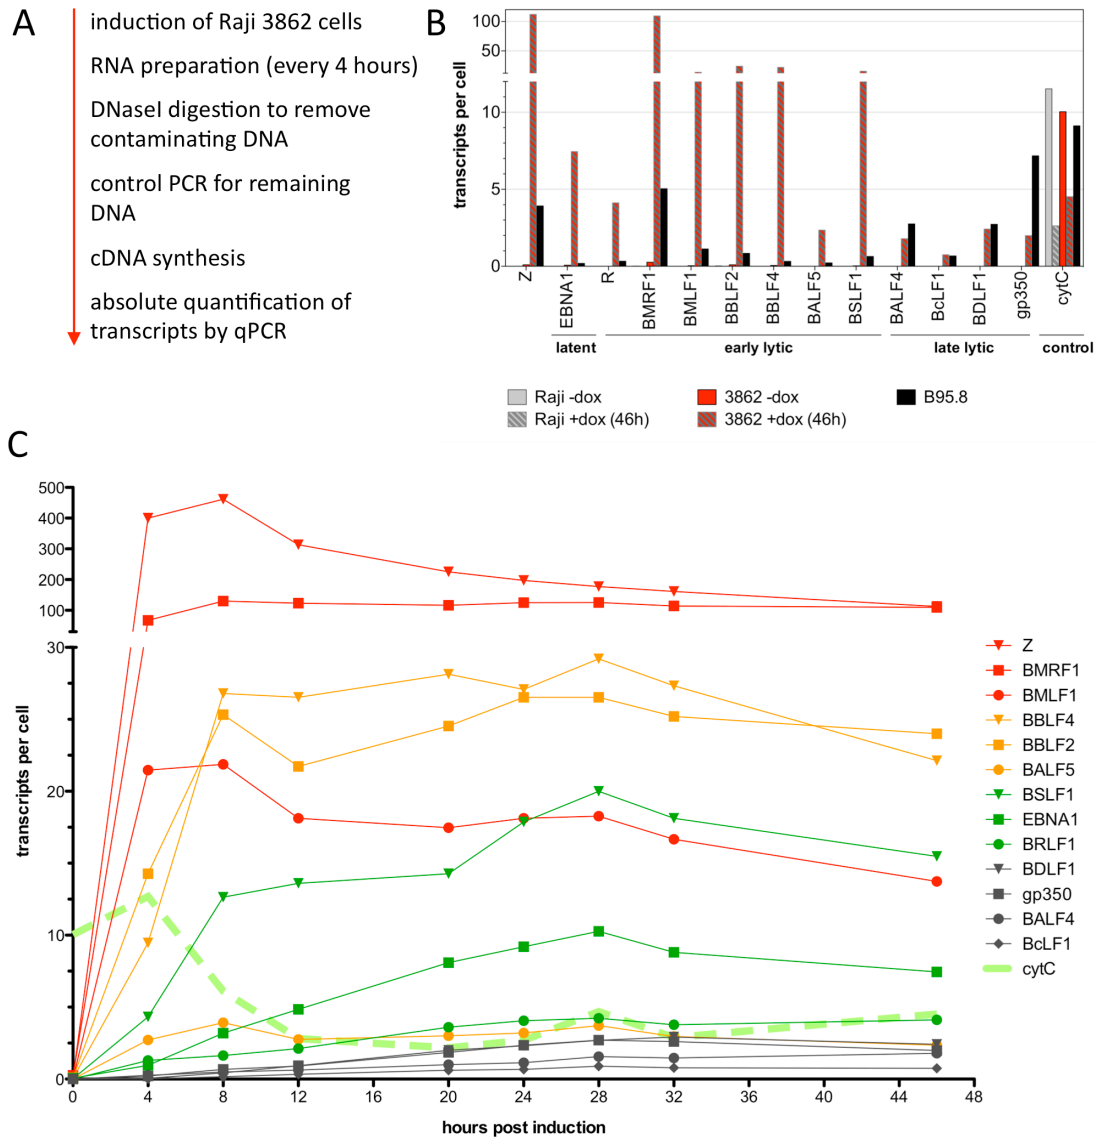 A
induction of Raji 3862 cells
RNA preparation (every 4 hours)
DNaseI digestion to remove
contaminating DNA
control PCR for remaining
DNA
cDNA synthesis
absolute quantification of
transcripts by qPCR
B
transcripts per cell
100
50
10
5
0
Z
EBNA1
R
BMRF1
BMLF1
BBLF2
BBLF4
BALF5
BSLF1
BALF4
BcLF1
BDLF1
gp350
cytC
latent
early lytic
late lytic
control
Raji -dox
3862 -dox
B95.8
Raji +dox (46h)
3862 +dox (46h)
C
transcripts per cell
500
400
300
200
100
30
20
10
0
0
4
8
12
16
20
24
28
32
36
40
44
48
hours post induction
Z
BMRF1
BMLF1
BBLF4
BBLF2
BALF5
BSLF1
EBNA1
BRLF1
BDLF1
gp350
BALF4
BcLF1
cytC